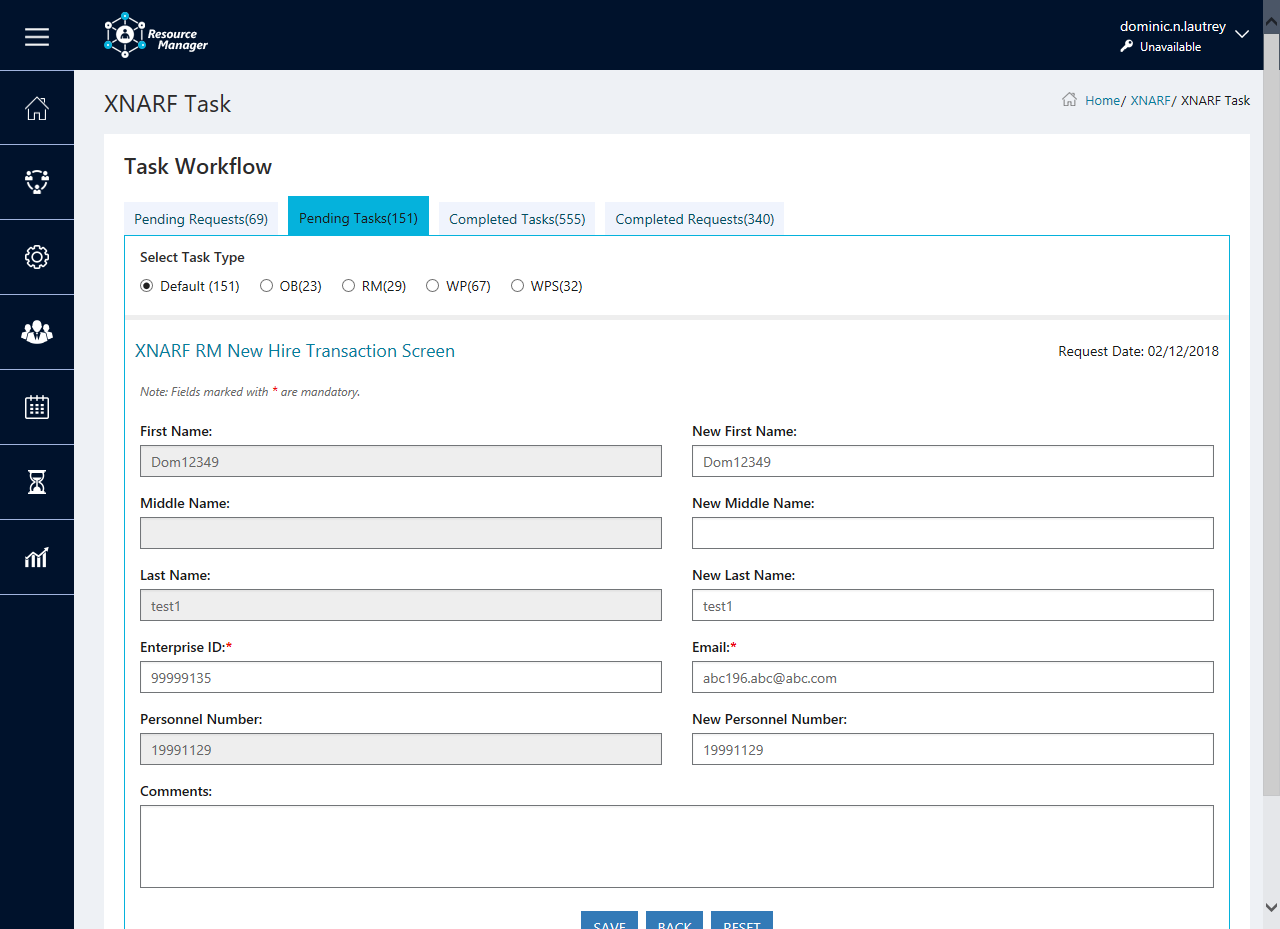 Resource
Manager
dominic.n.lautrey
Unavailable
XNARF Task
Home/ XNARF/ XNARF Task
Task Workflow
Pending Requests(69) Pending Tasks(151) Completed Tasks(555) Completed Requests(340)
Select Task Type
Default (151) OB(23) RM(29) WP(67) WPS(32)
XNARF RM New Hire Transaction Screen Request Date: 02/12/2018
Note: Fields marked with * are mandatory.
First Name: New First Name:
Dom12349 Dom12349
Middle Name: New Middle Name:
Last Name: New Last Name:
test1 test1
Enterprise ID:* Email:*
99999135 abc196.abc@abc.com
Personnel Number: New Personnel Number:
19991129 19991129
Comments:
SAVE BACK RESET